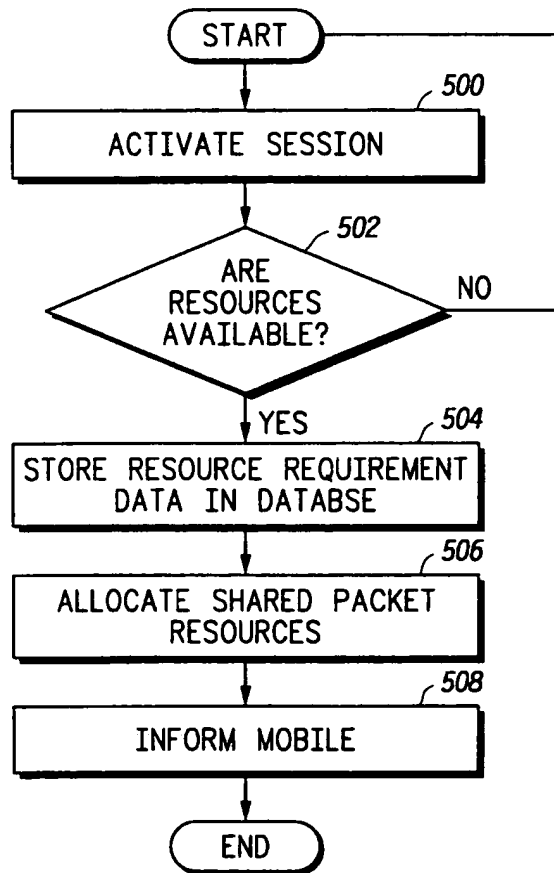 START
500
ACTIVATE SESSION
502
ARE
RESOURCES
AVAILABLE?
NO
YES
504
STORE RESOURCE REQUIREMENT
DATA IN DATABSE
506
ALLOCATE SHARED PACKET
RESOURCES
508
INFORM MOBILE
END